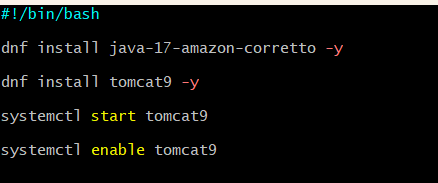 #!/bin/bash
dnf install java-17-amazon-corretto -y
dnf install tomcat9 -y
systemctl start tomcat9
systemctl enable tomcat9